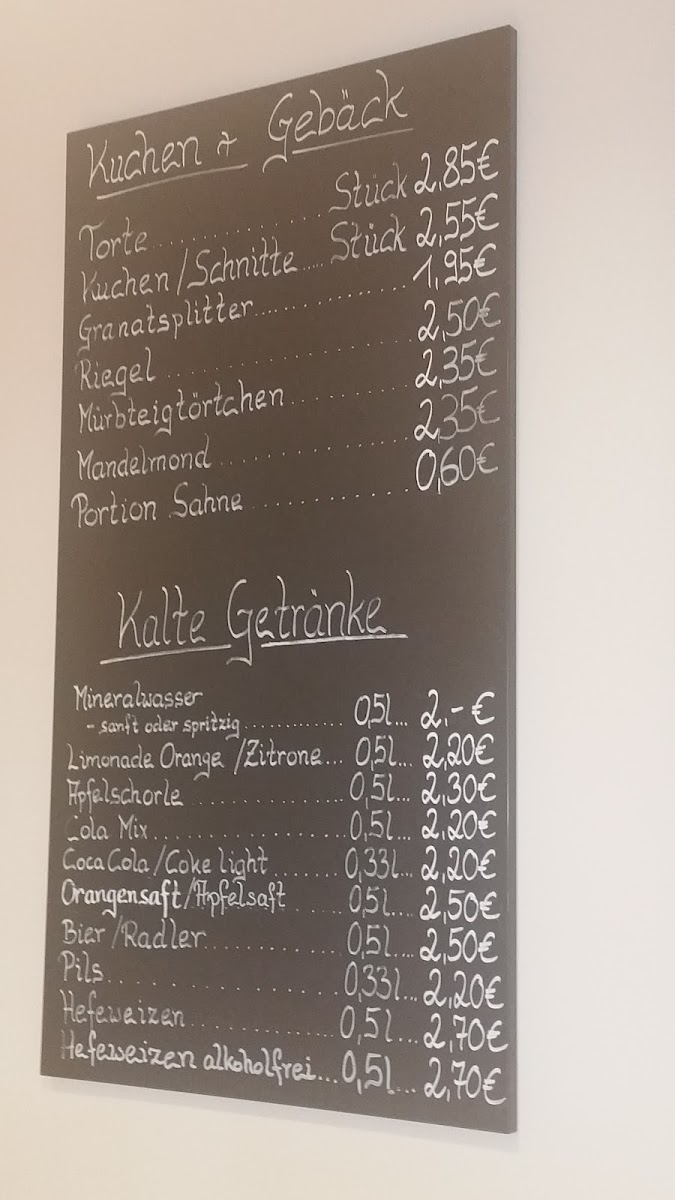 Kuchen + Gebäck
Torte.................... Stück 2,85€
Kuchen/Schnitte.... Stück 2,55€
Granatsplitter.................... 1,95€
Riegel.................... 2,50€
Mürbteigtörtchen.................... 2,35€
Mandelmond.................... 2,35€
Portion Sahne.................... 0,60€
Kalte Getränke
Mineralwasser
- sanft oder spritzig............. 0,5l... 2.- €
Limonade Orange/Zitrone... 0,5l... 2,20€
Apfelschorle.................... 0,5l... 2,30€
Cola Mix.................... 0,5l... 2,20€
Coca Cola/Coke light........ 0,33l... 2,20€
Orangensaft/Apfelsaft....... 0,5l.... 2,50€
Bier/Radler.................... 0,5l.... 2,50€
Pils.................... 0,33l... 2,20€
Hefeweizen.................... 0,5l... 2,70€
Hefeweizen alkoholfrei... 0,5l... 2,70€